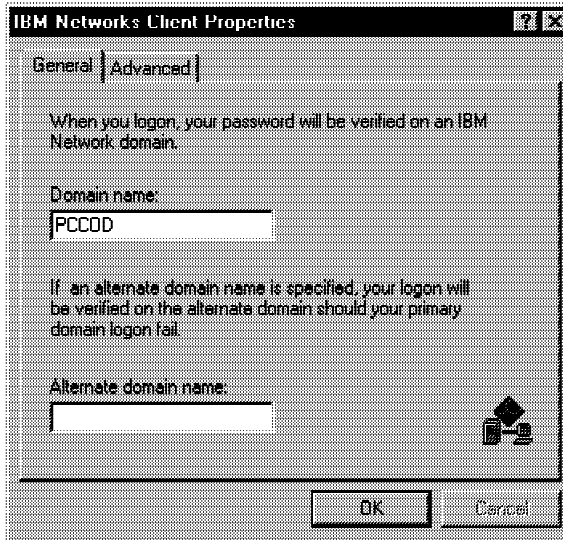 IBM Networks Client Properties
General
Advanced
When you logon, your password will be verified on an IBM
Network domain.
Domain name:
PCCOD
If an alternate domain name is specified, your logon will
be verified on the alternate domain should your primary
domain logon fail.
Alternate domain name:
OK
Cancel